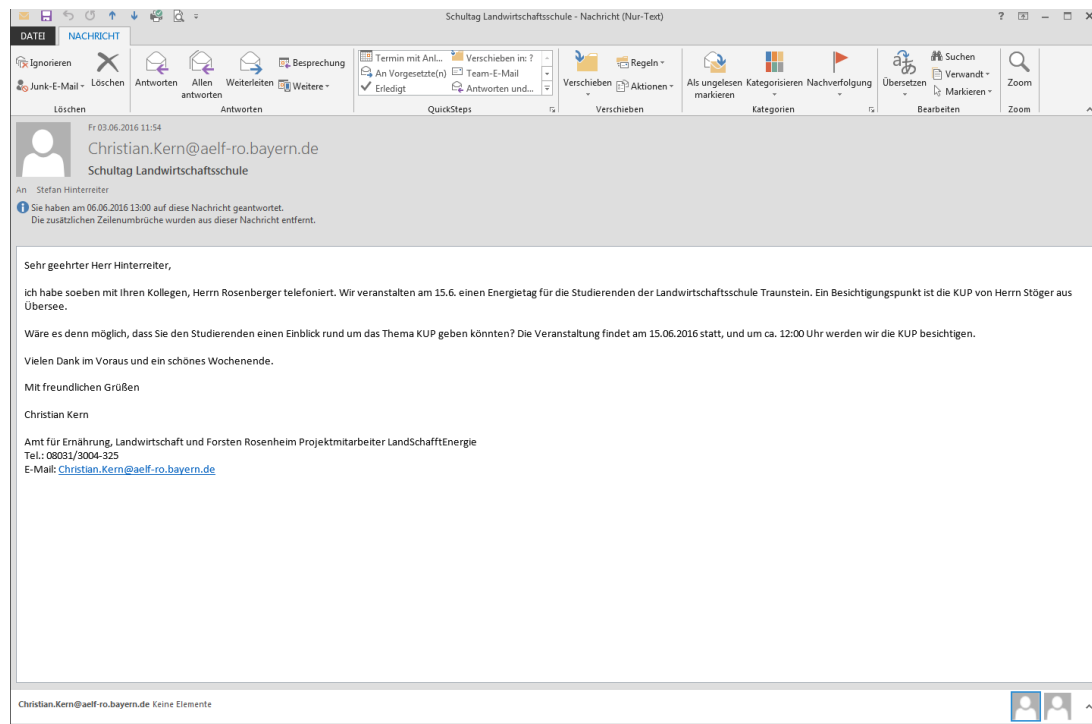 Schultag Landwirtschaftsschule - Nachricht (Nur-Text)
DATEI NACHRICHT
Ignorieren
Junk-E-Mail
Löschen
Löschen
Antworten
Allen antworten
Weiterleiten
Besprechung
Weitere
Antworten
Termin mit Anl...
An Vorgesetzte(n)
Erledigt
Verschieben in: ?
Team-E-Mail
Antworten und...
QuickSteps
Verschieben
Regeln
Aktionen
Verschieben
Als ungelesen markieren
Kategorisieren
Nachverfolgung
Kategorien
Übersetzen
Suchen
Verwandt
Markieren
Bearbeiten
Zoom
Zoom
Fr 03.06.2016 11:54
Christian.Kern@aelf-ro.bayern.de
Schultag Landwirtschaftsschule
An Stefan Hinterreiter
Sie haben am 06.06.2016 13:00 auf diese Nachricht geantwortet.
Die zusätzlichen Zeilenumbrüche wurden aus dieser Nachricht entfernt.
Sehr geehrter Herr Hinterreiter,
ich habe soeben mit Ihren Kollegen, Herrn Rosenberger telefoniert. Wir veranstalten am 15.6. einen Energietag für die Studierenden der Landwirtschaftsschule Traunstein. Ein Besichtigungspunkt ist die KUP von Herrn Stöger aus
Übersee.
Wäre es denn möglich, dass Sie den Studierenden einen Einblick rund um das Thema KUP geben könnten? Die Veranstaltung findet am 15.06.2016 statt, und um ca. 12:00 Uhr werden wir die KUP besichtigen.
Vielen Dank im Voraus und ein schönes Wochenende.
Mit freundlichen Grüßen
Christian Kern
Amt für Ernährung, Landwirtschaft und Forsten Rosenheim Projektmitarbeiter LandSchafftEnergie
Tel.: 08031/3004-325
E-Mail: Christian.Kern@aelf-ro.bayern.de
Christian.Kern@aelf-ro.bayern.de Keine Elemente